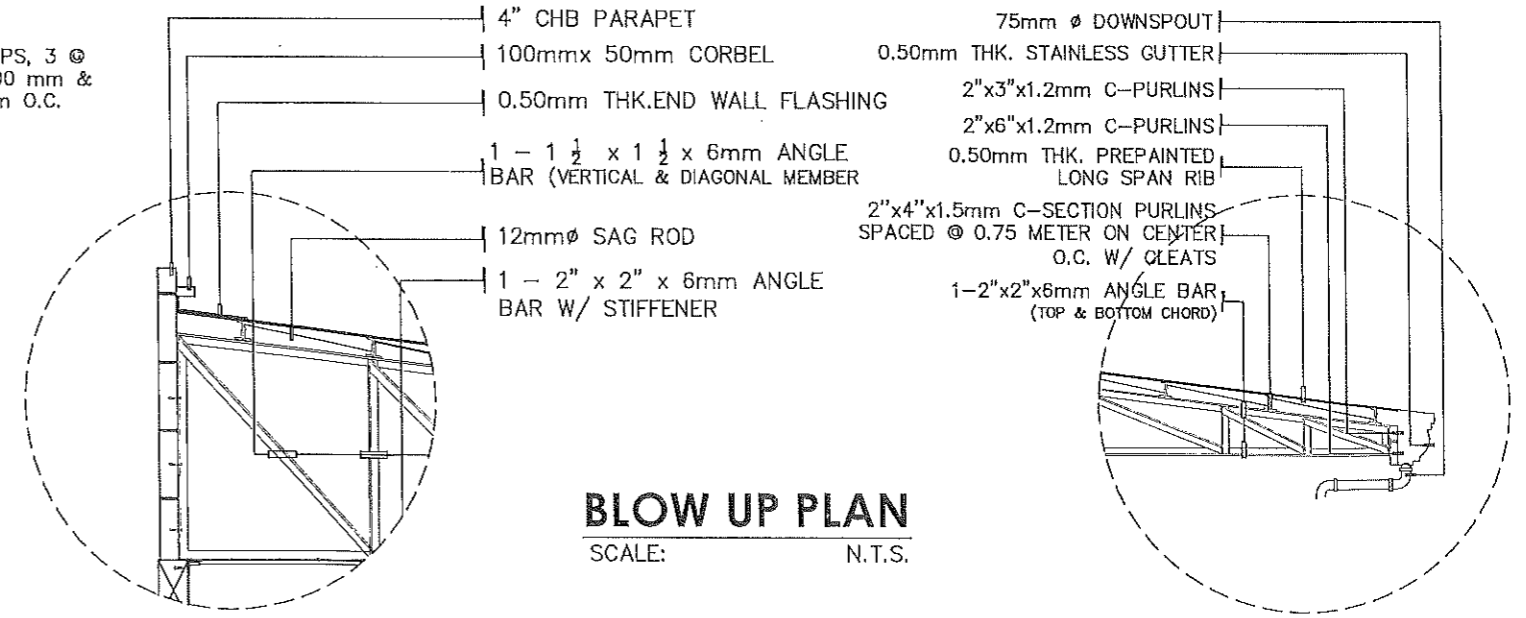 PS, 3 @
00 mm &
O.C.
4" CHB PARAPET
100mmx 50mm CORBEL
0.50mm THK.END WALL FLASHING
1 - 1 1/2 x 1 1/2 x 6mm ANGLE
BAR (VERTICAL & DIAGONAL MEMBER
12mmø SAG ROD
1 - 2" x 2" x 6mm ANGLE
BAR W/ STIFFENER
75mm ø DOWNSPOUT
0.50mm THK. STAINLESS GUTTER
2"x3"x1.2mm C-PURLINS
2"x6"x1.2mm C-PURLINS
0.50mm THK. PREPAINTED
LONG SPAN RIB
2"x4"x1.5mm C-SECTION PURLINS
SPACED @ 0.75 METER ON CENTER
O.C. W/ CLEATS
1-2"x2"x6mm ANGLE BAR
(TOP & BOTTOM CHORD)
BLOW UP PLAN
SCALE: N.T.S.